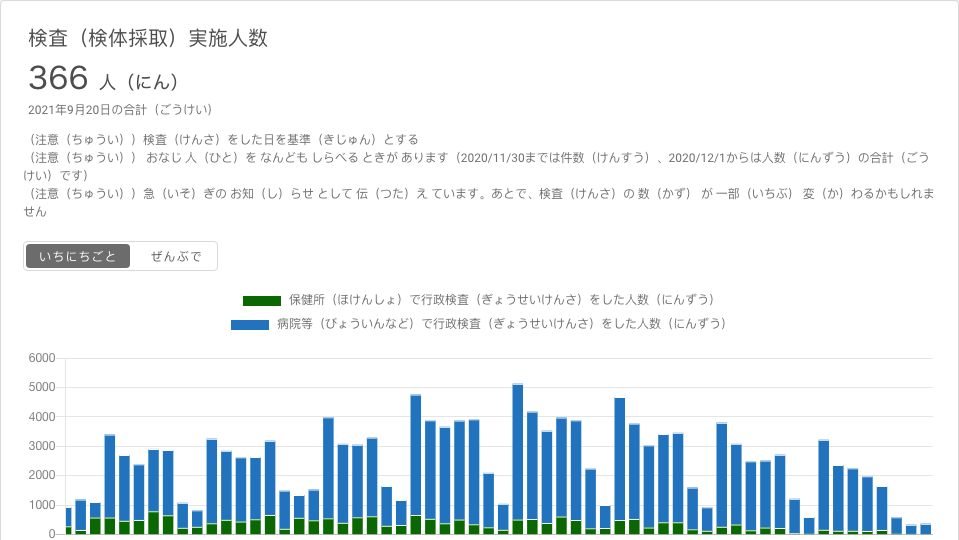 検査（検体採取）実施人数
366 人（にん）
2021年9月20日の合計（ごうけい）
（注意（ちゅうい））検査（けんさ）をした日を基準（きじゅん）とする
（注意（ちゅうい）） おなじ 人（ひと）を なんども しらべる ときが あります（2020/11/30までは件数（けんすう）、2020/12/1からは人数（にんずう）の合計（ごう
けい）です）
（注意（ちゅうい））急（いそ）ぎの お知（し）らせ として 伝（つた）え ています。あとで、検査（けんさ）の 数（かず） が 一部（いちぶ） 変（か）わるかもしれま
せん
いちにちごと ぜんぶで
保健所（ほけんしょ）で行政検査（ぎょうせいけんさ）をした人数（にんずう）
病院等（びょういんなど）で行政検査（ぎょうせいけんさ）をした人数（にんずう）
6000
5000
4000
3000
2000
1000
0